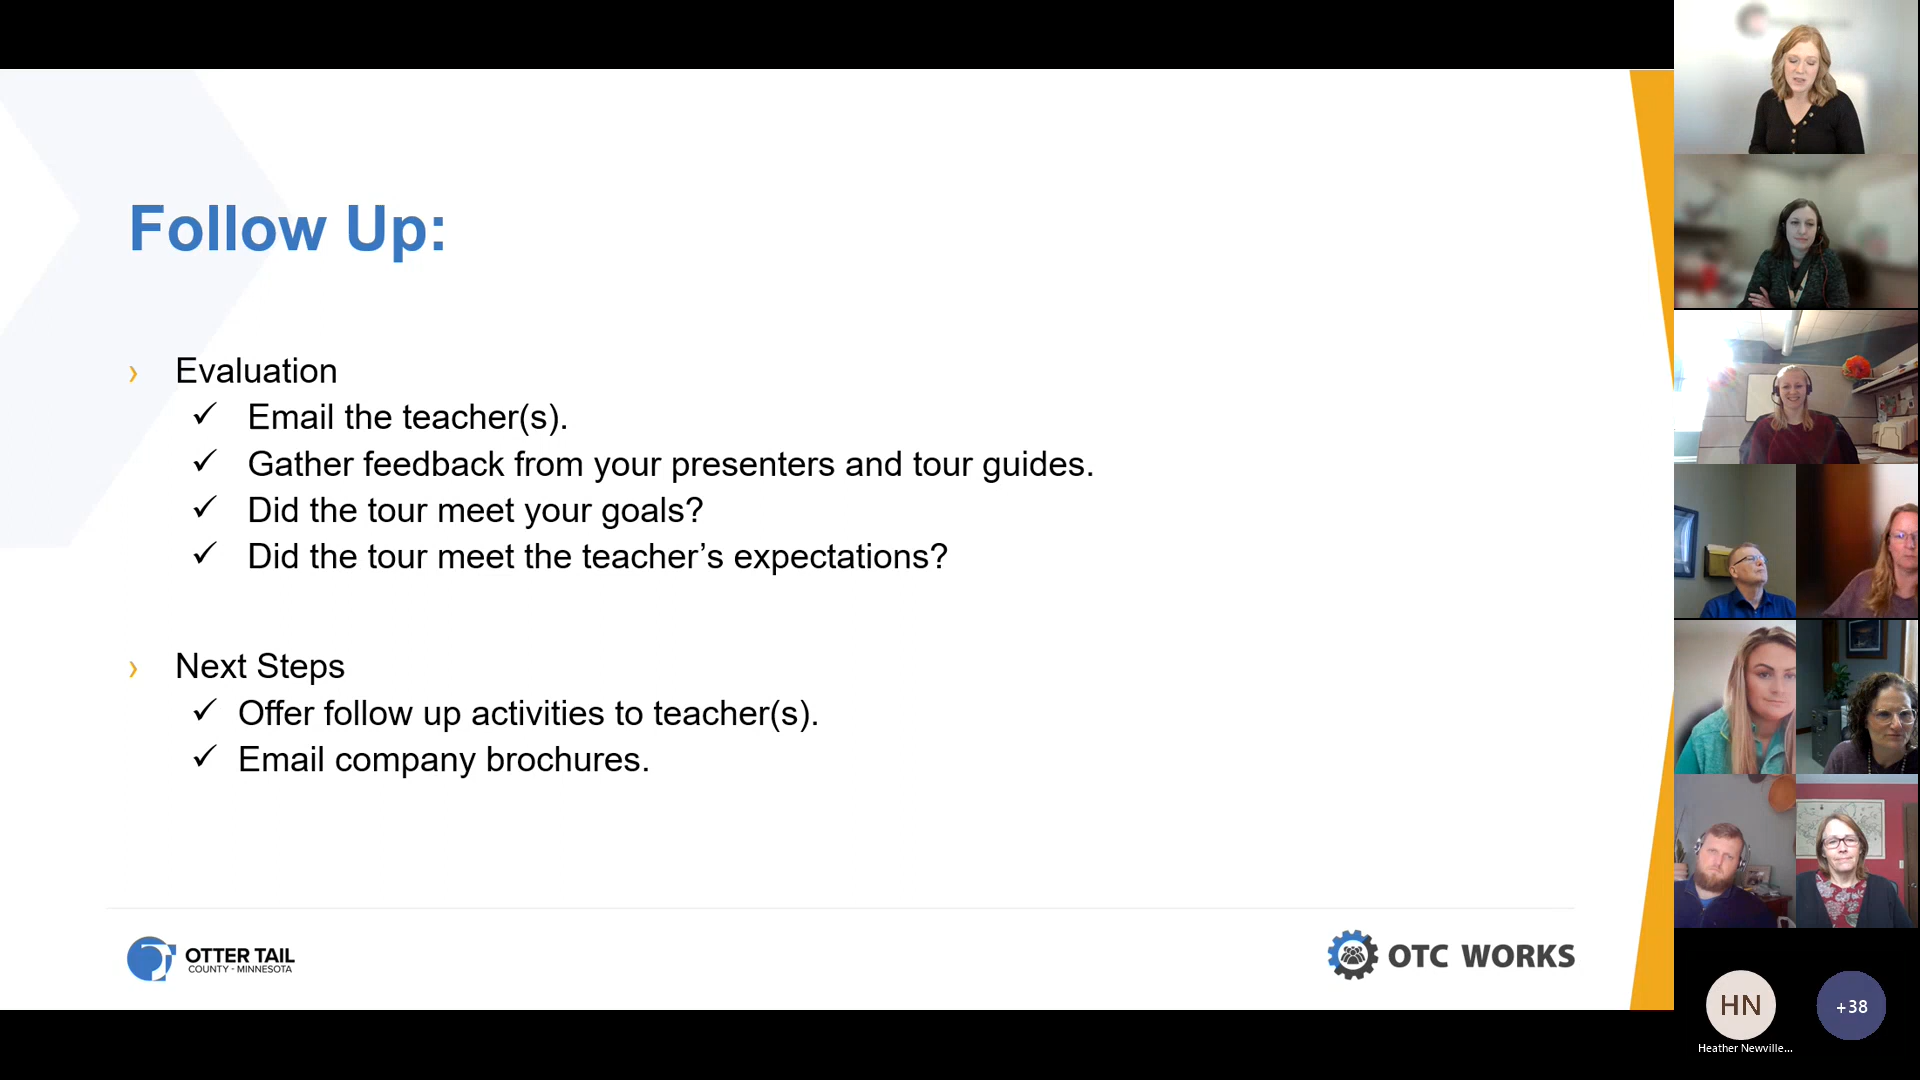 Follow Up:
› Evaluation
✓ Email the teacher(s).
✓ Gather feedback from your presenters and tour guides.
✓ Did the tour meet your goals?
✓ Did the tour meet the teacher’s expectations?
› Next Steps
✓ Offer follow up activities to teacher(s).
✓ Email company brochures.
OTTER TAIL
COUNTY - MINNESOTA
OTC WORKS
HN
+38
Heather Newville...